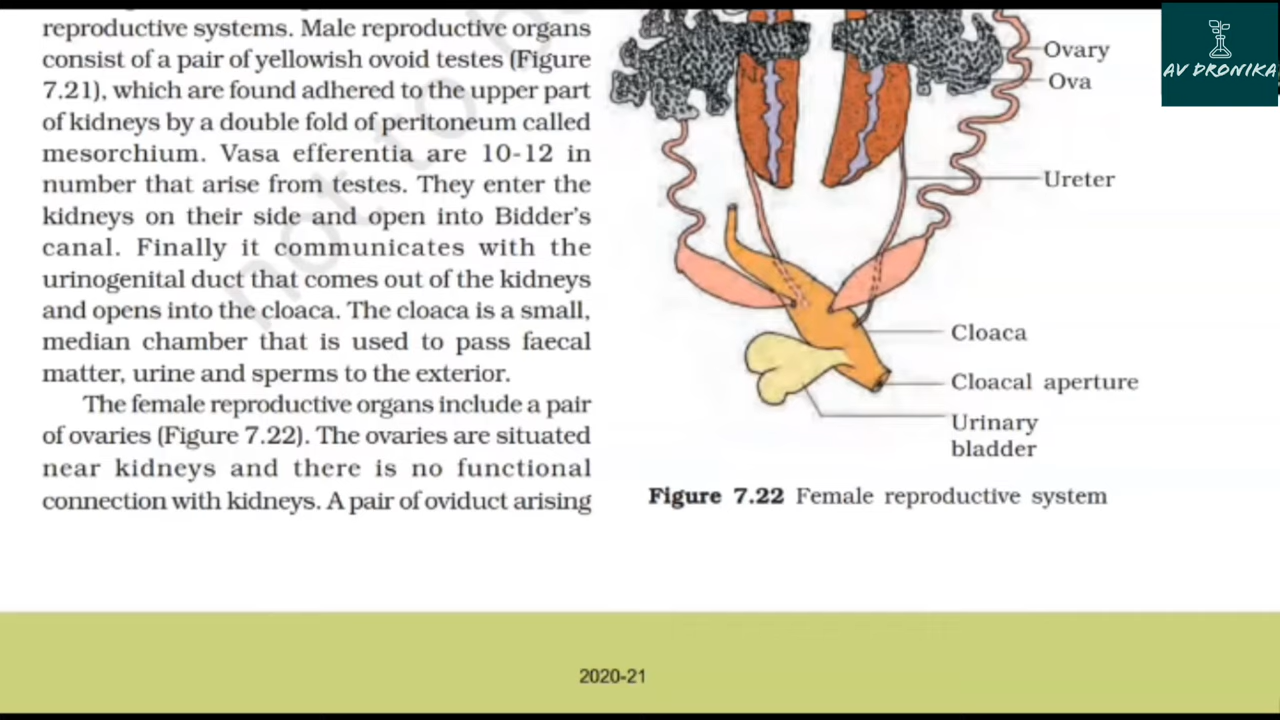 reproductive systems. Male reproductive organs
consist of a pair of yellowish ovoid testes (Figure
7.21), which are found adhered to the upper part
of kidneys by a double fold of peritoneum called
mesorchium. Vasa efferentia are 10-12 in
number that arise from testes. They enter the
kidneys on their side and open into Bidder's
canal. Finally it communicates with the
urinogenital duct that comes out of the kidneys
and opens into the cloaca. The cloaca is a small,
median chamber that is used to pass faecal
matter, urine and sperms to the exterior.
The female reproductive organs include a pair
of ovaries (Figure 7.22). The ovaries are situated
near kidneys and there is no functional
connection with kidneys. A pair of oviduct arising
Ovary
Ova
Ureter
Cloaca
Cloacal aperture
Urinary
bladder
Figure 7.22 Female reproductive system
AV DRONIKA
not to b
2020-21